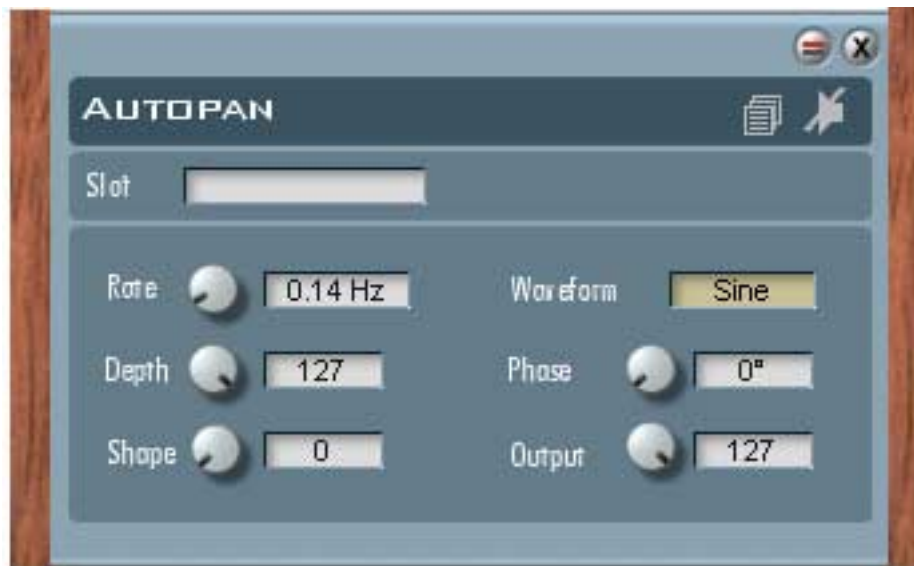 AUTOPAN
Slot
Rate 0.14 Hz Waveform Sine
Depth 127 Phase 0°
Shape 0 Output 127